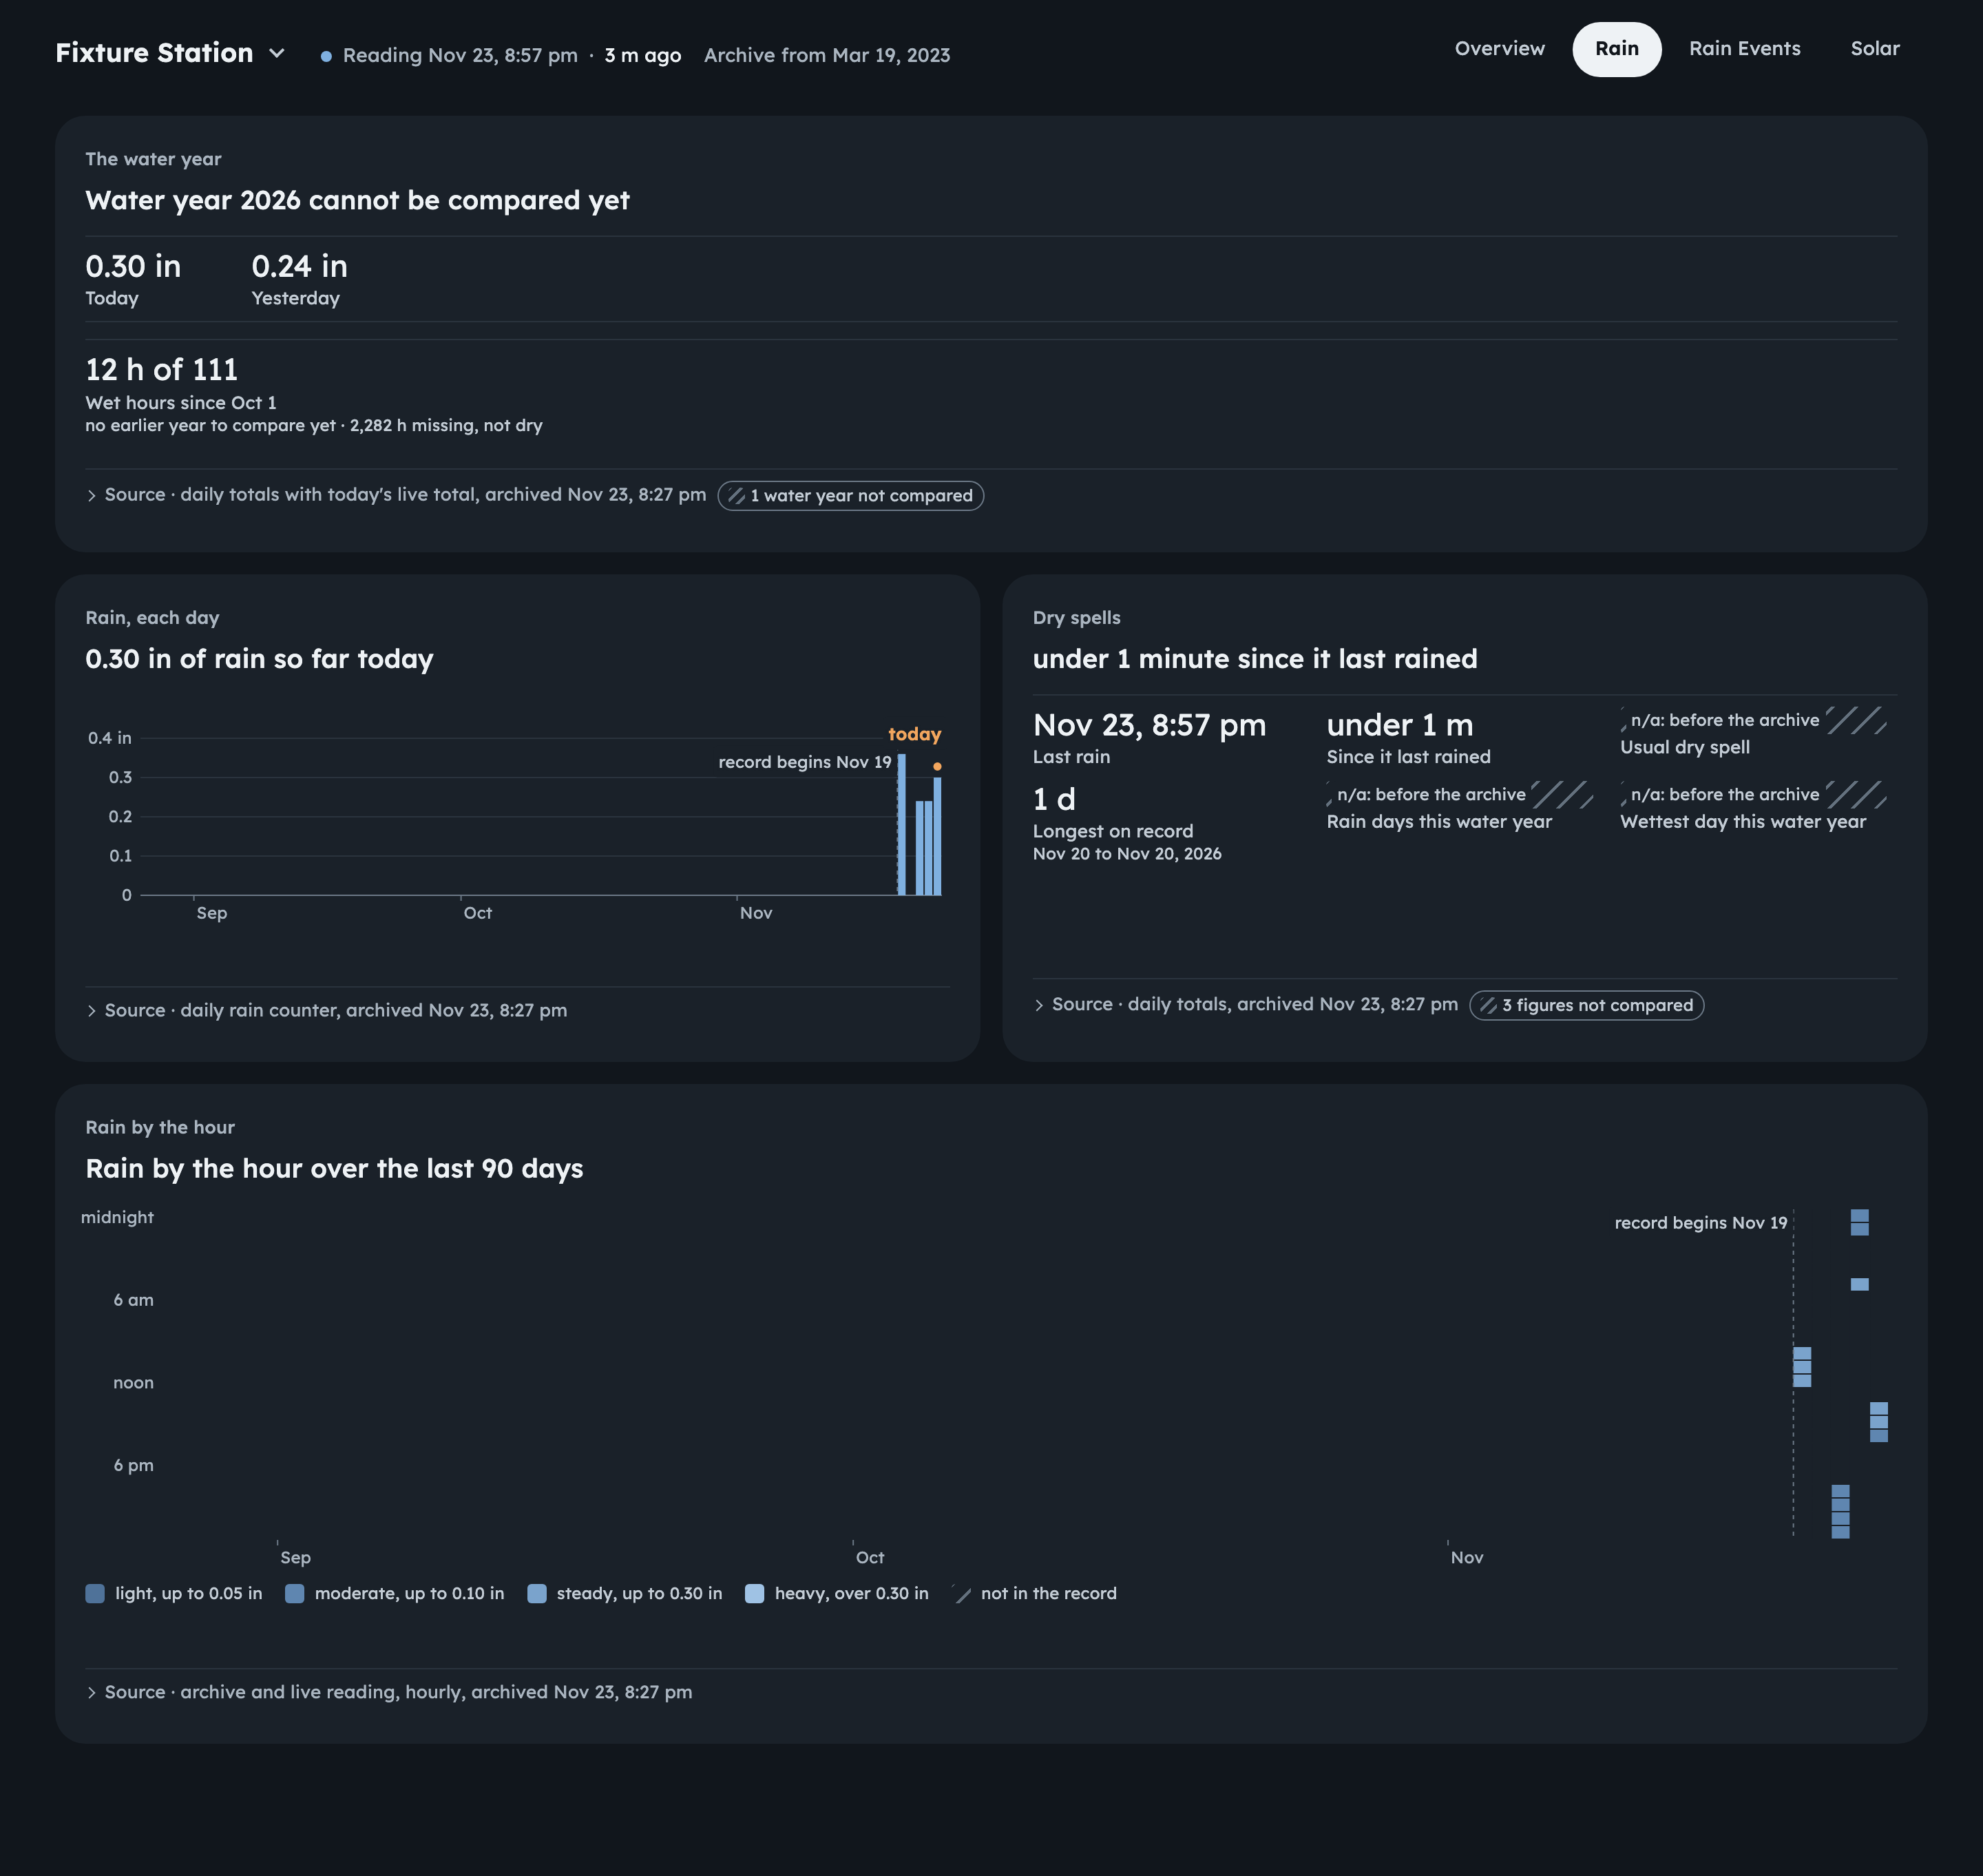 Fixture Station
Reading Nov 23, 8:57 pm · 3 m ago Archive from Mar 19, 2023
Overview Rain Rain Events Solar
The water year
Water year 2026 cannot be compared yet
0.30 in
Today
0.24 in
Yesterday
12 h of 111
Wet hours since Oct 1
no earlier year to compare yet · 2,282 h missing, not dry
Source · daily totals with today's live total, archived Nov 23, 8:27 pm
1 water year not compared
Rain, each day
0.30 in of rain so far today
today
0.4 in
record begins Nov 19
0.3
0.2
0.1
0
Sep Oct Nov
Source · daily rain counter, archived Nov 23, 8:27 pm
Dry spells
under 1 minute since it last rained
Nov 23, 8:57 pm
Last rain
under 1 m
Since it last rained
n/a: before the archive
Usual dry spell
1 d
Longest on record
Nov 20 to Nov 20, 2026
n/a: before the archive
Rain days this water year
n/a: before the archive
Wettest day this water year
Source · daily totals, archived Nov 23, 8:27 pm
3 figures not compared
Rain by the hour
Rain by the hour over the last 90 days
midnight
record begins Nov 19
6 am
noon
6 pm
Sep Oct Nov
light, up to 0.05 in moderate, up to 0.10 in steady, up to 0.30 in heavy, over 0.30 in not in the record
Source · archive and live reading, hourly, archived Nov 23, 8:27 pm